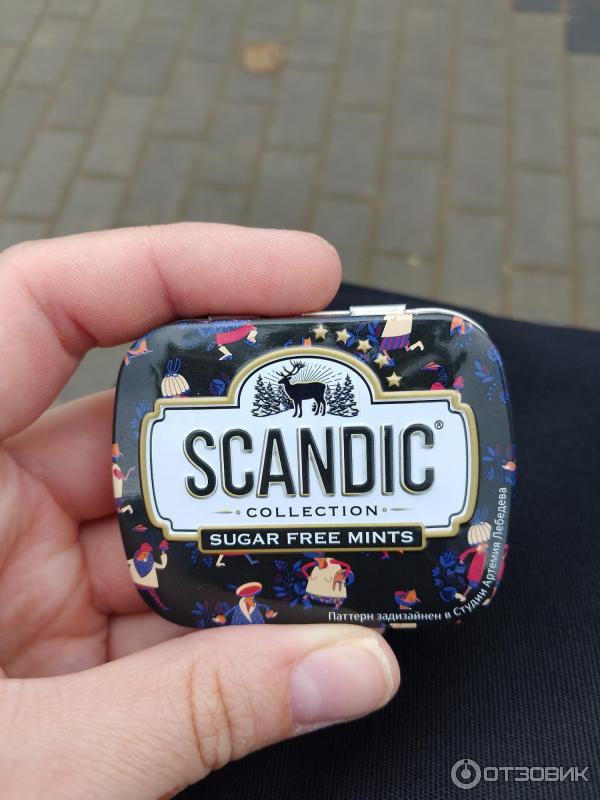 SCANDIC®
COLLECTION
SUGAR FREE MINTS
Паттерн задизайнен в Студии Артемия Лебедева
ОТЗОВИК